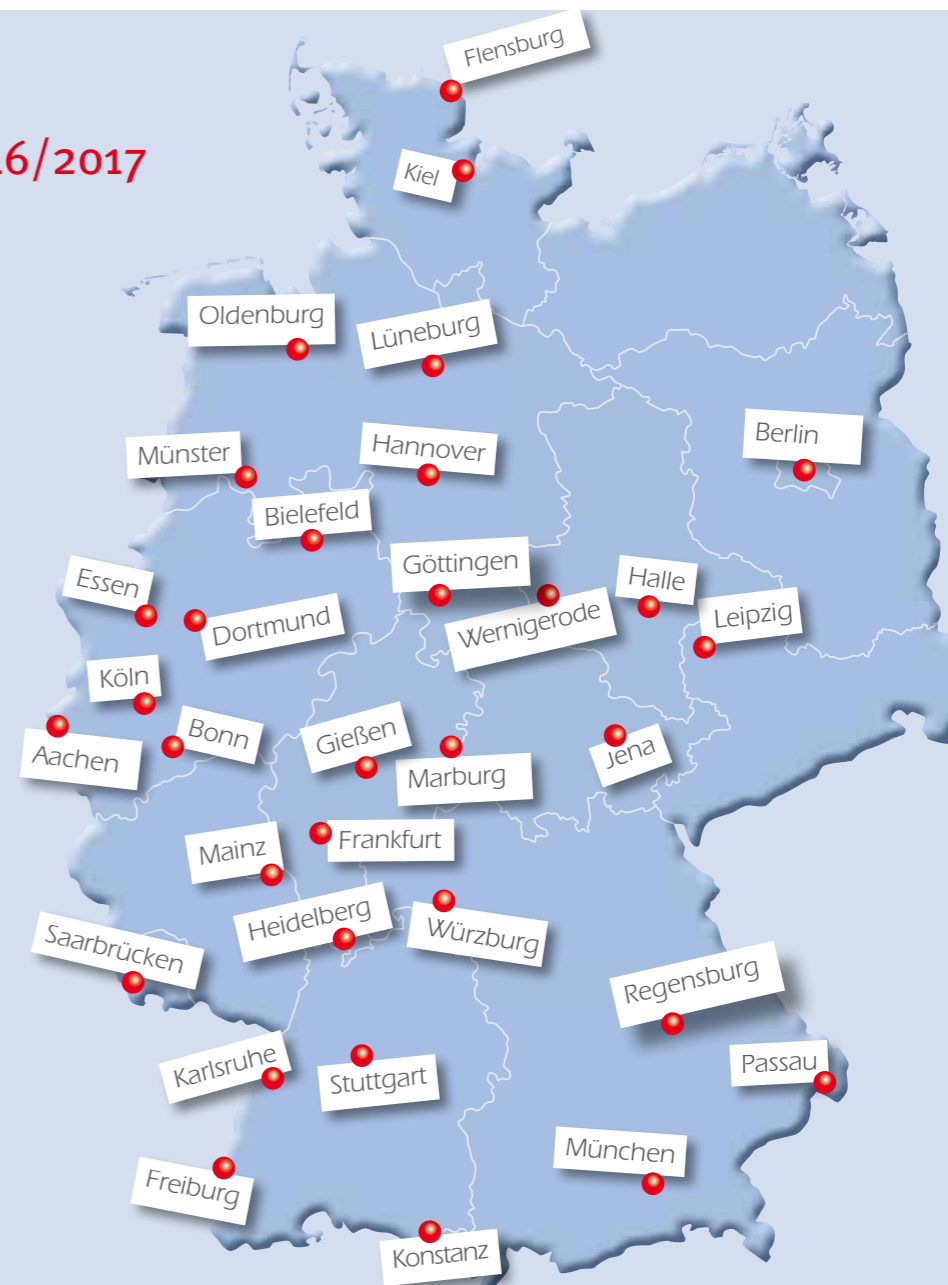 Flensburg
6/2017
Kiel
Oldenburg
Lüneburg
Berlin
Münster
Hannover
Bielefeld
Göttingen
Halle
Essen
Wernigerode
Leipzig
Dortmund
Köln
Bonn
Gießen
Jena
Aachen
Marburg
Mainz
Frankfurt
Heidelberg
Würzburg
Saarbrücken
Regensburg
Karlsruhe
Stuttgart
Passau
München
Freiburg
Konstanz